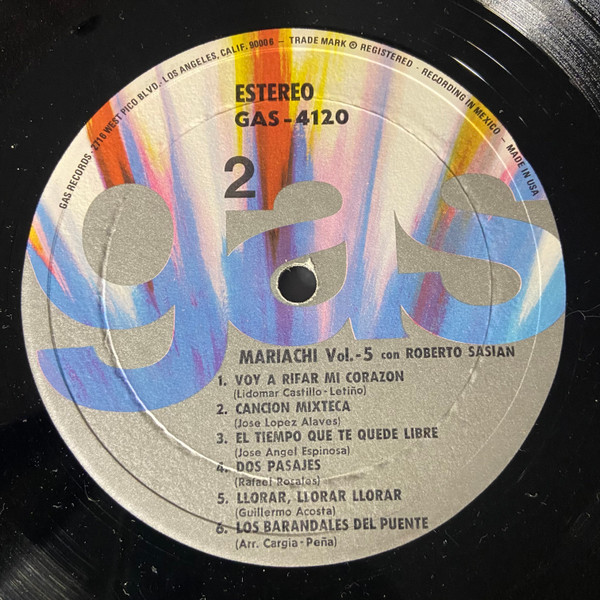 GAS RECORDS · 2716 WEST PICO BLVD. · LOS ANGELES, CALIF. 90006 — TRADE MARK ® REGISTERED · RECORDING IN MEXICO · MADE IN USA
ESTEREO
GAS-4120
2
gas
MARIACHI Vol.-5 con ROBERTO SASIAN
1. VOY A RIFAR MI CORAZON
(Lidomar Castillo-Letiño)
2. CANCION MIXTECA
(Jose Lopez Alaves)
3. EL TIEMPO QUE TE QUEDE LIBRE
(Jose Angel Espinosa)
4. DOS PASAJES
(Rafael Rosales)
5. LLORAR, LLORAR LLORAR
(Guillermo Acosta)
6. LOS BARANDALES DEL PUENTE
(Arr. Cargia-Peña)